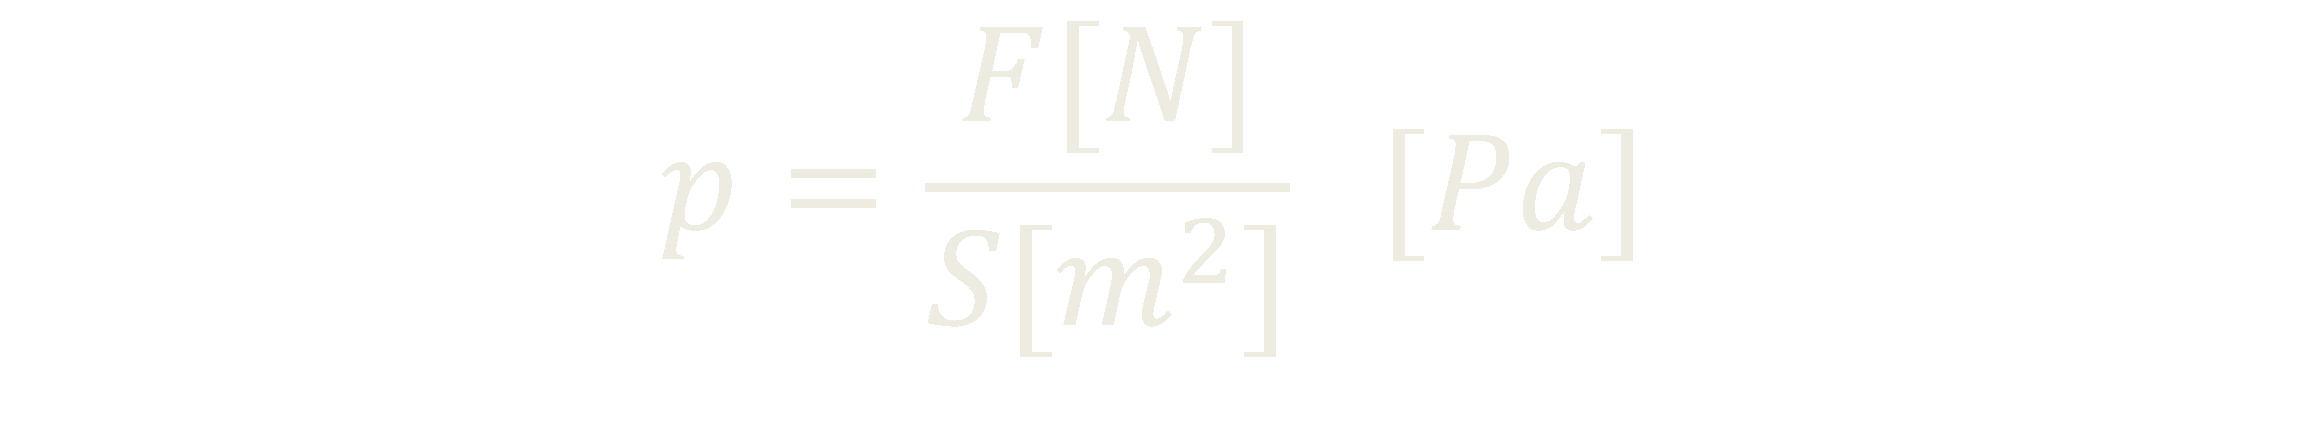 p = F[N] / S[m²] [Pa]